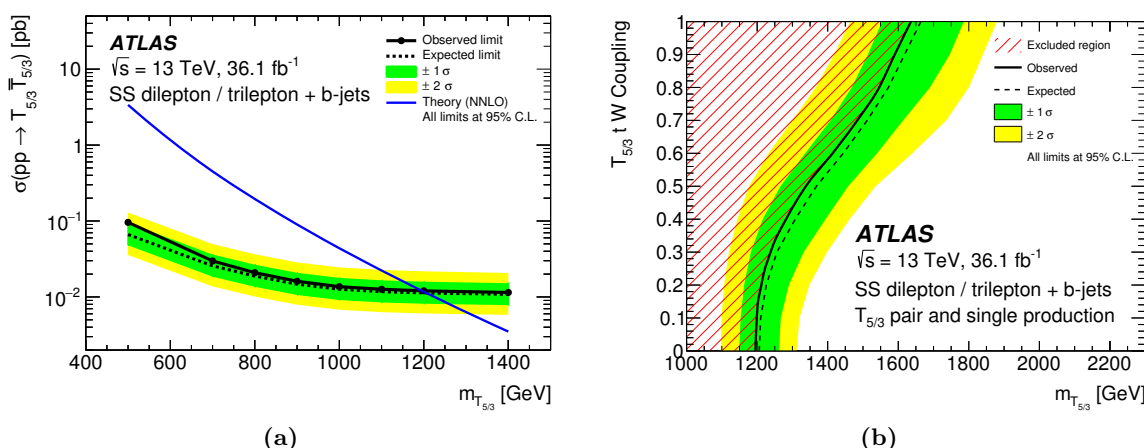 σ(pp → T₅/₃ T̅₅/₃) [pb]
10
1
10⁻¹
10⁻²
ATLAS
√s = 13 TeV, 36.1 fb⁻¹
SS dilepton / trilepton + b-jets
Observed limit
Expected limit
± 1 σ
± 2 σ
Theory (NNLO)
All limits at 95% C.L.
400 600 800 1000 1200 1400
m_T₅/₃ [GeV]
(a)
T₅/₃ t W Coupling
1
0.9
0.8
0.7
0.6
0.5
0.4
0.3
0.2
0.1
0
Excluded region
Observed
Expected
± 1 σ
± 2 σ
All limits at 95% C.L.
ATLAS
√s = 13 TeV, 36.1 fb⁻¹
SS dilepton / trilepton + b-jets
T₅/₃ pair and single production
1000 1200 1400 1600 1800 2000 2200
m_T₅/₃ [GeV]
(b)